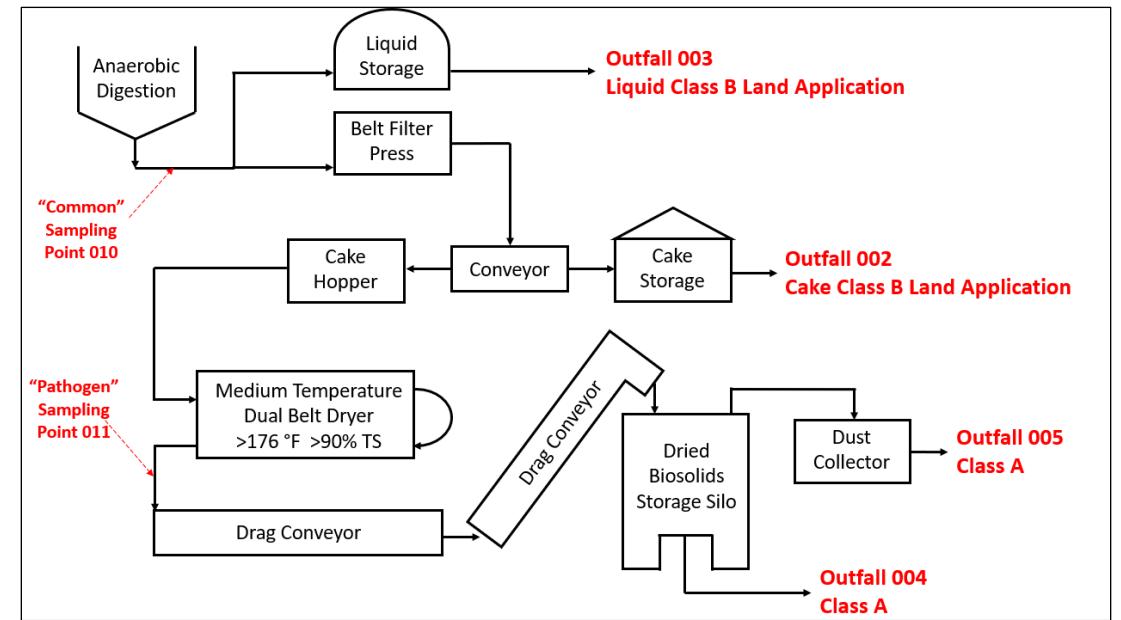 Anaerobic
Digestion
Liquid
Storage
Outfall 003
Liquid Class B Land Application
Belt Filter
Press
“Common”
Sampling
Point 010
Cake
Hopper
Conveyor
Cake
Storage
Outfall 002
Cake Class B Land Application
“Pathogen”
Sampling
Point 011
Medium Temperature
Dual Belt Dryer
>176 °F >90% TS
Drag Conveyor
Drag Conveyor
Dried
Biosolids
Storage Silo
Dust
Collector
Outfall 005
Class A
Outfall 004
Class A